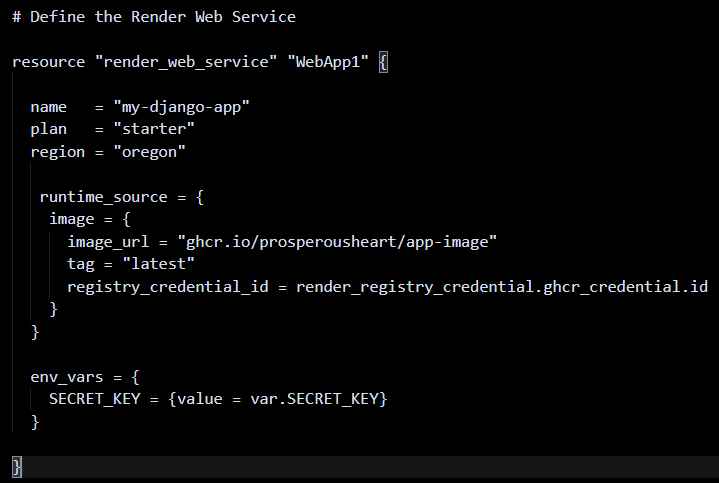 # Define the Render Web Service
resource "render_web_service" "WebApp1" {
name = "my-django-app"
plan = "starter"
region = "oregon"
runtime_source = {
image = {
image_url = "ghcr.io/prosperousheart/app-image"
tag = "latest"
registry_credential_id = render_registry_credential.ghcr_credential.id
}
}
env_vars = {
SECRET_KEY = {value = var.SECRET_KEY}
}
}